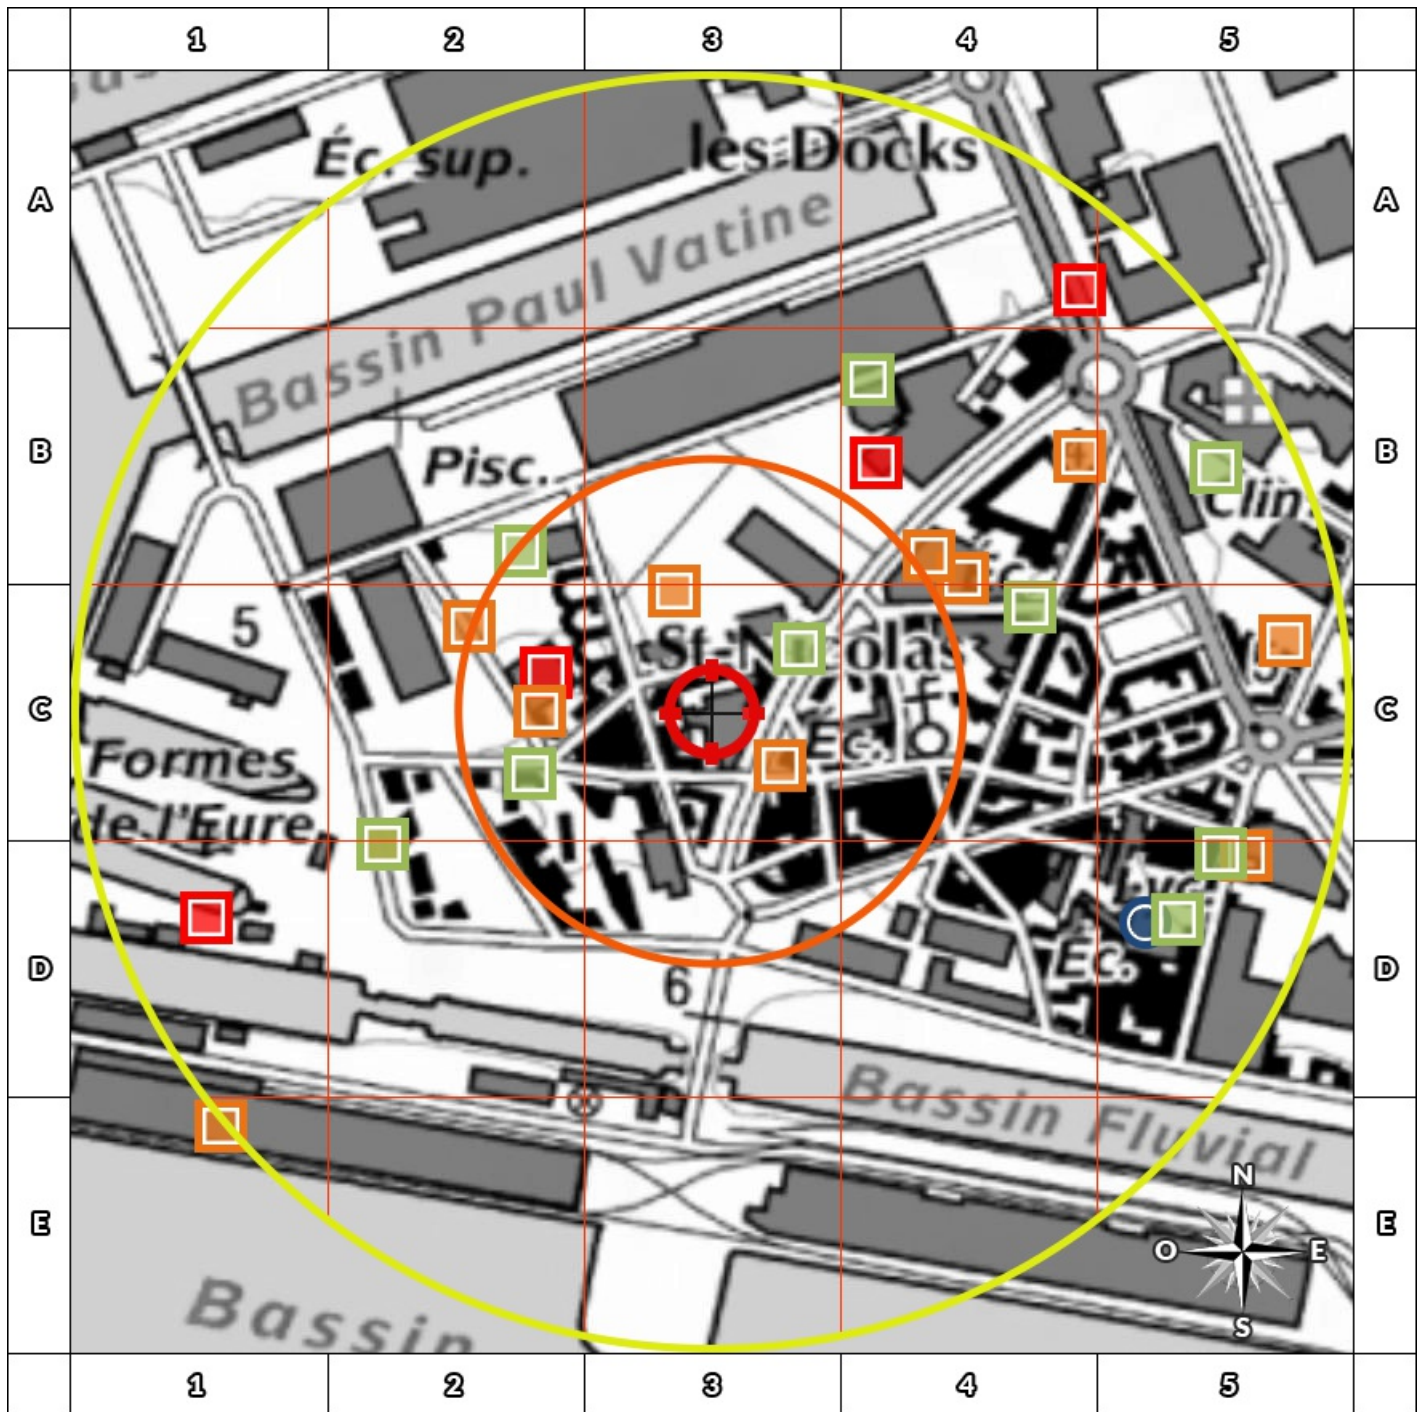 1 2 3 4 5
Éc. sup.
les Docks
A A
Bassin Paul Vatine
B B
Pisc.
Clin
5
St-Nicolas
C C
Éc.
Formes
de l'Eure
Éc.
D D
6
Bassin Fluvial
N
O E
S
E E
Bassin
1 2 3 4 5